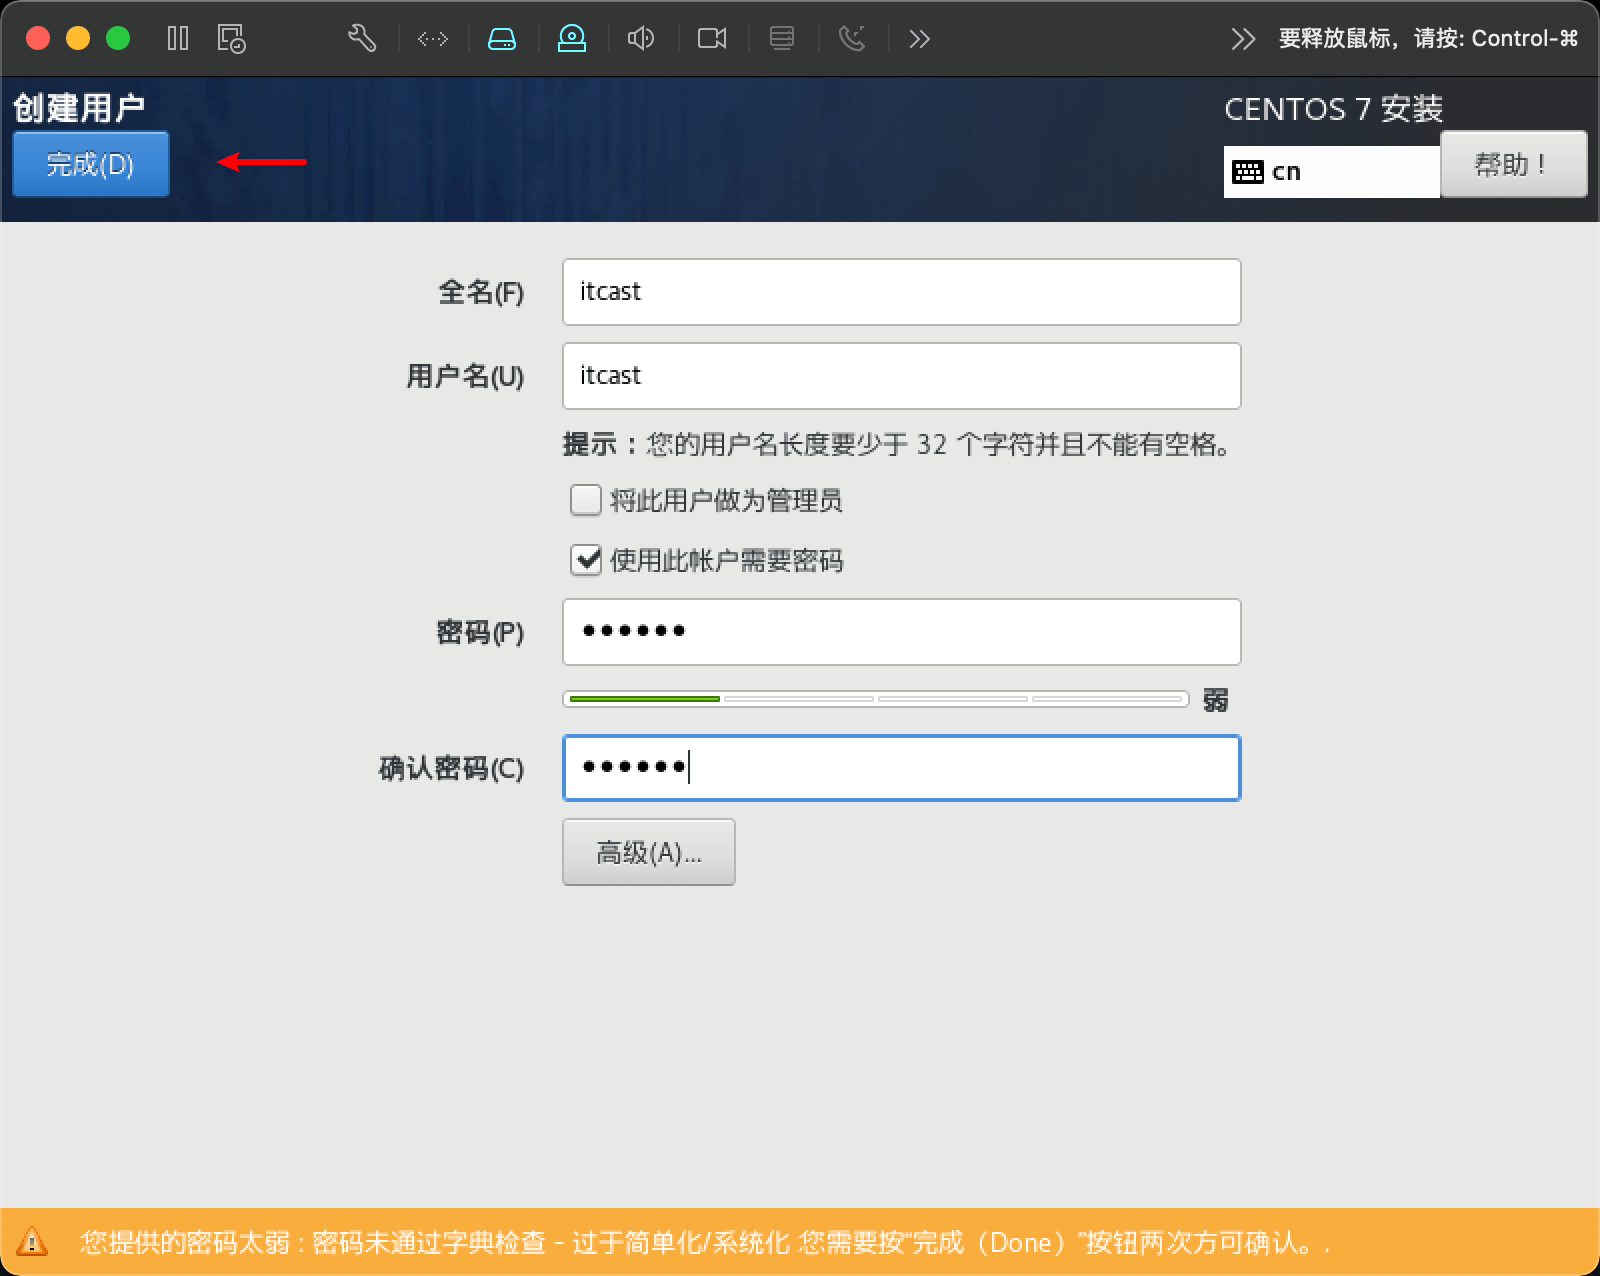 要释放鼠标，请按: Control-⌘
创建用户
CENTOS 7 安装
完成(D)
cn
帮助！
全名(F)
itcast
用户名(U)
itcast
提示：您的用户名长度要少于 32 个字符并且不能有空格。
将此用户做为管理员
使用此帐户需要密码
密码(P)
••••••
弱
确认密码(C)
••••••
高级(A)...
您提供的密码太弱：密码未通过字典检查 - 过于简单化/系统化 您需要按“完成（Done）”按钮两次方可确认。.